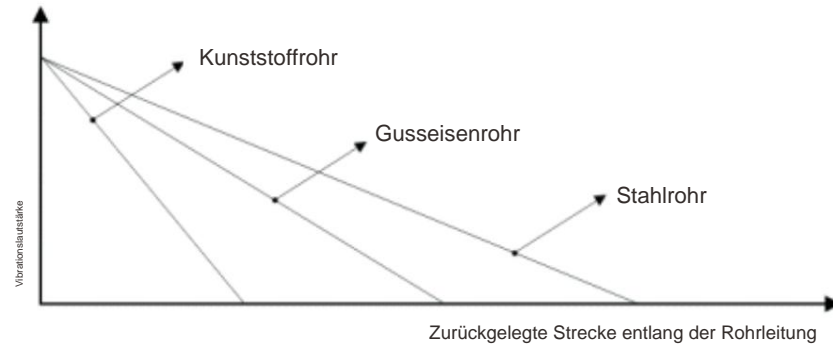 Kunststoffrohr
Gusseisenrohr
Stahlrohr
Vibrationslautstärke
Zurückgelegte Strecke entlang der Rohrleitung